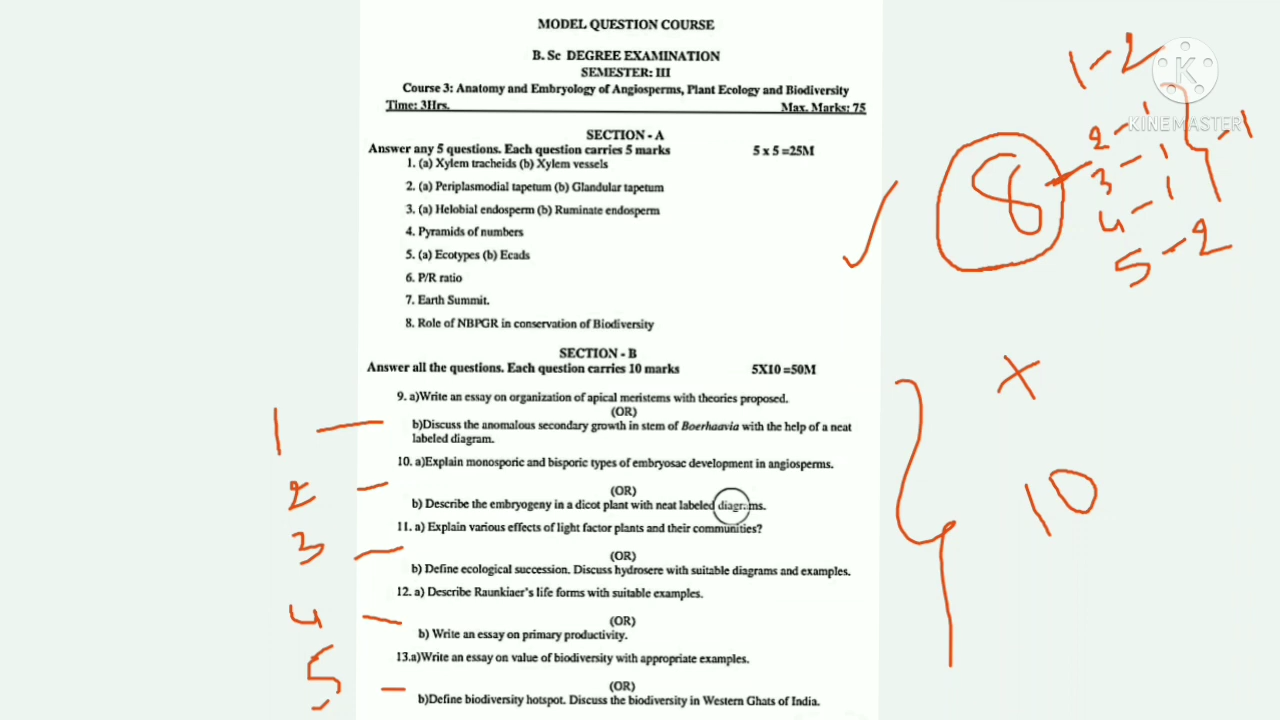 MODEL QUESTION COURSE
B. Sc DEGREE EXAMINATION
SEMESTER: III
Course 3: Anatomy and Embryology of Angiosperms, Plant Ecology and Biodiversity
Time: 3Hrs. Max. Marks: 75
SECTION - A
Answer any 5 questions. Each question carries 5 marks 5 x 5 =25M
1. (a) Xylem tracheids (b) Xylem vessels
2. (a) Periplasmodial tapetum (b) Glandular tapetum
3. (a) Helobial endosperm (b) Ruminate endosperm
4. Pyramids of numbers
5. (a) Ecotypes (b) Ecads
6. P/R ratio
7. Earth Summit.
8. Role of NBPGR in conservation of Biodiversity
SECTION - B
Answer all the questions. Each question carries 10 marks 5X10 =50M
9. a)Write an essay on organization of apical meristems with theories proposed.
(OR)
b)Discuss the anomalous secondary growth in stem of Boerhaavia with the help of a neat
labeled diagram.
10. a)Explain monosporic and bisporic types of embryosac development in angiosperms.
(OR)
b) Describe the embryogeny in a dicot plant with neat labeled diagrams.
11. a) Explain various effects of light factor plants and their communities?
(OR)
b) Define ecological succession. Discuss hydrosere with suitable diagrams and examples.
12. a) Describe Raunkiaer's life forms with suitable examples.
(OR)
b) Write an essay on primary productivity.
13.a)Write an essay on value of biodiversity with appropriate examples.
(OR)
b)Define biodiversity hotspot. Discuss the biodiversity in Western Ghats of India.
1 -
2 -
3 -
4 -
5 -
8
1-2
2-1
3-1
4-1
5-2
-1
x
10
K
KINEMASTER